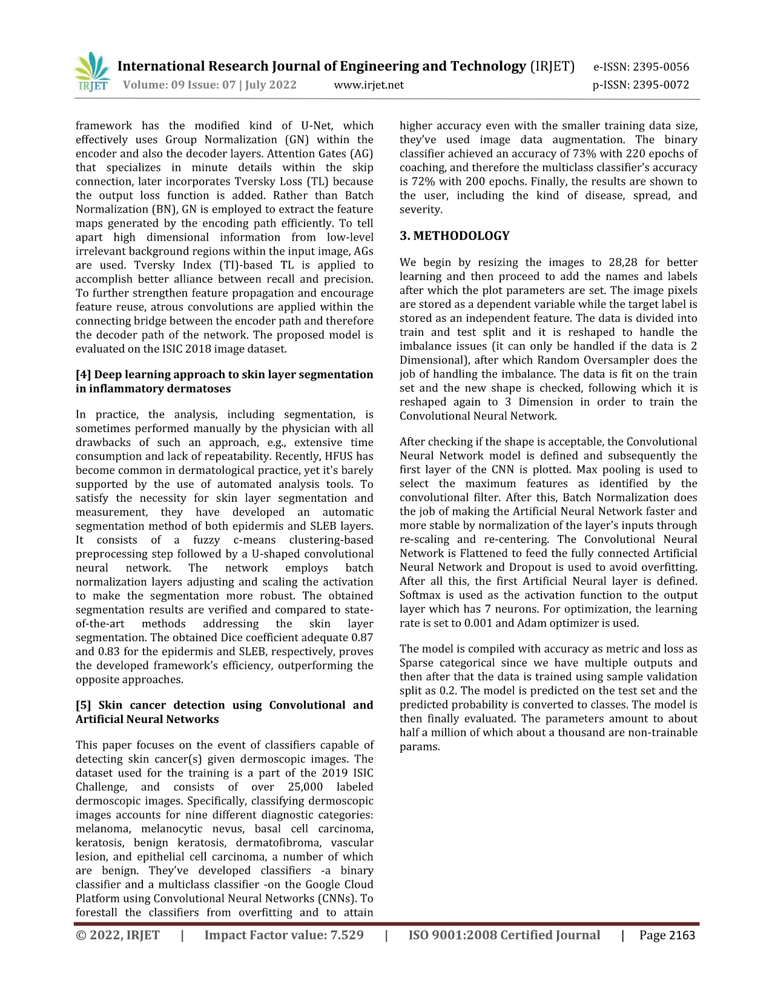 IRJET
International Research Journal of Engineering and Technology (IRJET) e-ISSN: 2395-0056
Volume: 09 Issue: 07 | July 2022 www.irjet.net p-ISSN: 2395-0072
framework has the modified kind of U-Net, which
effectively uses Group Normalization (GN) within the
encoder and also the decoder layers. Attention Gates (AG)
that specializes in minute details within the skip
connection, later incorporates Tversky Loss (TL) because
the output loss function is added. Rather than Batch
Normalization (BN), GN is employed to extract the feature
maps generated by the encoding path efficiently. To tell
apart high dimensional information from low-level
irrelevant background regions within the input image, AGs
are used. Tversky Index (TI)-based TL is applied to
accomplish better alliance between recall and precision.
To further strengthen feature propagation and encourage
feature reuse, atrous convolutions are applied within the
connecting bridge between the encoder path and therefore
the decoder path of the network. The proposed model is
evaluated on the ISIC 2018 image dataset.
[4] Deep learning approach to skin layer segmentation
in inflammatory dermatoses
In practice, the analysis, including segmentation, is
sometimes performed manually by the physician with all
drawbacks of such an approach, e.g., extensive time
consumption and lack of repeatability. Recently, HFUS has
become common in dermatological practice, yet it's barely
supported by the use of automated analysis tools. To
satisfy the necessity for skin layer segmentation and
measurement, they have developed an automatic
segmentation method of both epidermis and SLEB layers.
It consists of a fuzzy c-means clustering-based
preprocessing step followed by a U-shaped convolutional
neural network. The network employs batch
normalization layers adjusting and scaling the activation
to make the segmentation more robust. The obtained
segmentation results are verified and compared to state-
of-the-art methods addressing the skin layer
segmentation. The obtained Dice coefficient adequate 0.87
and 0.83 for the epidermis and SLEB, respectively, proves
the developed framework’s efficiency, outperforming the
opposite approaches.
[5] Skin cancer detection using Convolutional and
Artificial Neural Networks
This paper focuses on the event of classifiers capable of
detecting skin cancer(s) given dermoscopic images. The
dataset used for the training is a part of the 2019 ISIC
Challenge, and consists of over 25,000 labeled
dermoscopic images. Specifically, classifying dermoscopic
images accounts for nine different diagnostic categories:
melanoma, melanocytic nevus, basal cell carcinoma,
keratosis, benign keratosis, dermatofibroma, vascular
lesion, and epithelial cell carcinoma, a number of which
are benign. They've developed classifiers -a binary
classifier and a multiclass classifier -on the Google Cloud
Platform using Convolutional Neural Networks (CNNs). To
forestall the classifiers from overfitting and to attain
higher accuracy even with the smaller training data size,
they’ve used image data augmentation. The binary
classifier achieved an accuracy of 73% with 220 epochs of
coaching, and therefore the multiclass classifier's accuracy
is 72% with 200 epochs. Finally, the results are shown to
the user, including the kind of disease, spread, and
severity.
3. METHODOLOGY
We begin by resizing the images to 28,28 for better
learning and then proceed to add the names and labels
after which the plot parameters are set. The image pixels
are stored as a dependent variable while the target label is
stored as an independent feature. The data is divided into
train and test split and it is reshaped to handle the
imbalance issues (it can only be handled if the data is 2
Dimensional), after which Random Oversampler does the
job of handling the imbalance. The data is fit on the train
set and the new shape is checked, following which it is
reshaped again to 3 Dimension in order to train the
Convolutional Neural Network.
After checking if the shape is acceptable, the Convolutional
Neural Network model is defined and subsequently the
first layer of the CNN is plotted. Max pooling is used to
select the maximum features as identified by the
convolutional filter. After this, Batch Normalization does
the job of making the Artificial Neural Network faster and
more stable by normalization of the layer’s inputs through
re-scaling and re-centering. The Convolutional Neural
Network is Flattened to feed the fully connected Artificial
Neural Network and Dropout is used to avoid overfitting.
After all this, the first Artificial Neural layer is defined.
Softmax is used as the activation function to the output
layer which has 7 neurons. For optimization, the learning
rate is set to 0.001 and Adam optimizer is used.
The model is compiled with accuracy as metric and loss as
Sparse categorical since we have multiple outputs and
then after that the data is trained using sample validation
split as 0.2. The model is predicted on the test set and the
predicted probability is converted to classes. The model is
then finally evaluated. The parameters amount to about
half a million of which about a thousand are non-trainable
params.
© 2022, IRJET | Impact Factor value: 7.529 | ISO 9001:2008 Certified Journal | Page 2163